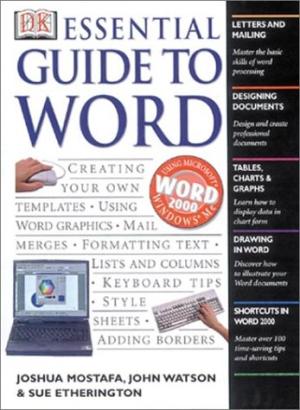 DK
ESSENTIAL
GUIDE TO
WORD
CREATING
YOUR OWN
TEMPLATES • USING
WORD GRAPHICS • MAIL
MERGES • FORMATTING TEXT •
LISTS AND COLUMNS
• KEYBOARD TIPS
• STYLE
SHEETS •
ADDING BORDERS
USING MICROSOFT
WORD
2000
WINDOWS
JOSHUA MOSTAFA, JOHN WATSON
& SUE ETHERINGTON
LETTERS AND
MAILING
Master the basic
skills of word
processing
DESIGNING
DOCUMENTS
Design and create
professional
documents
TABLES,
CHARTS &
GRAPHS
Learn how to
display data in
chart form
DRAWING
IN WORD
Discover how
to illustrate your
Word documents
SHORTCUTS IN
WORD 2000
Master over 100
time-saving tips
and shortcuts